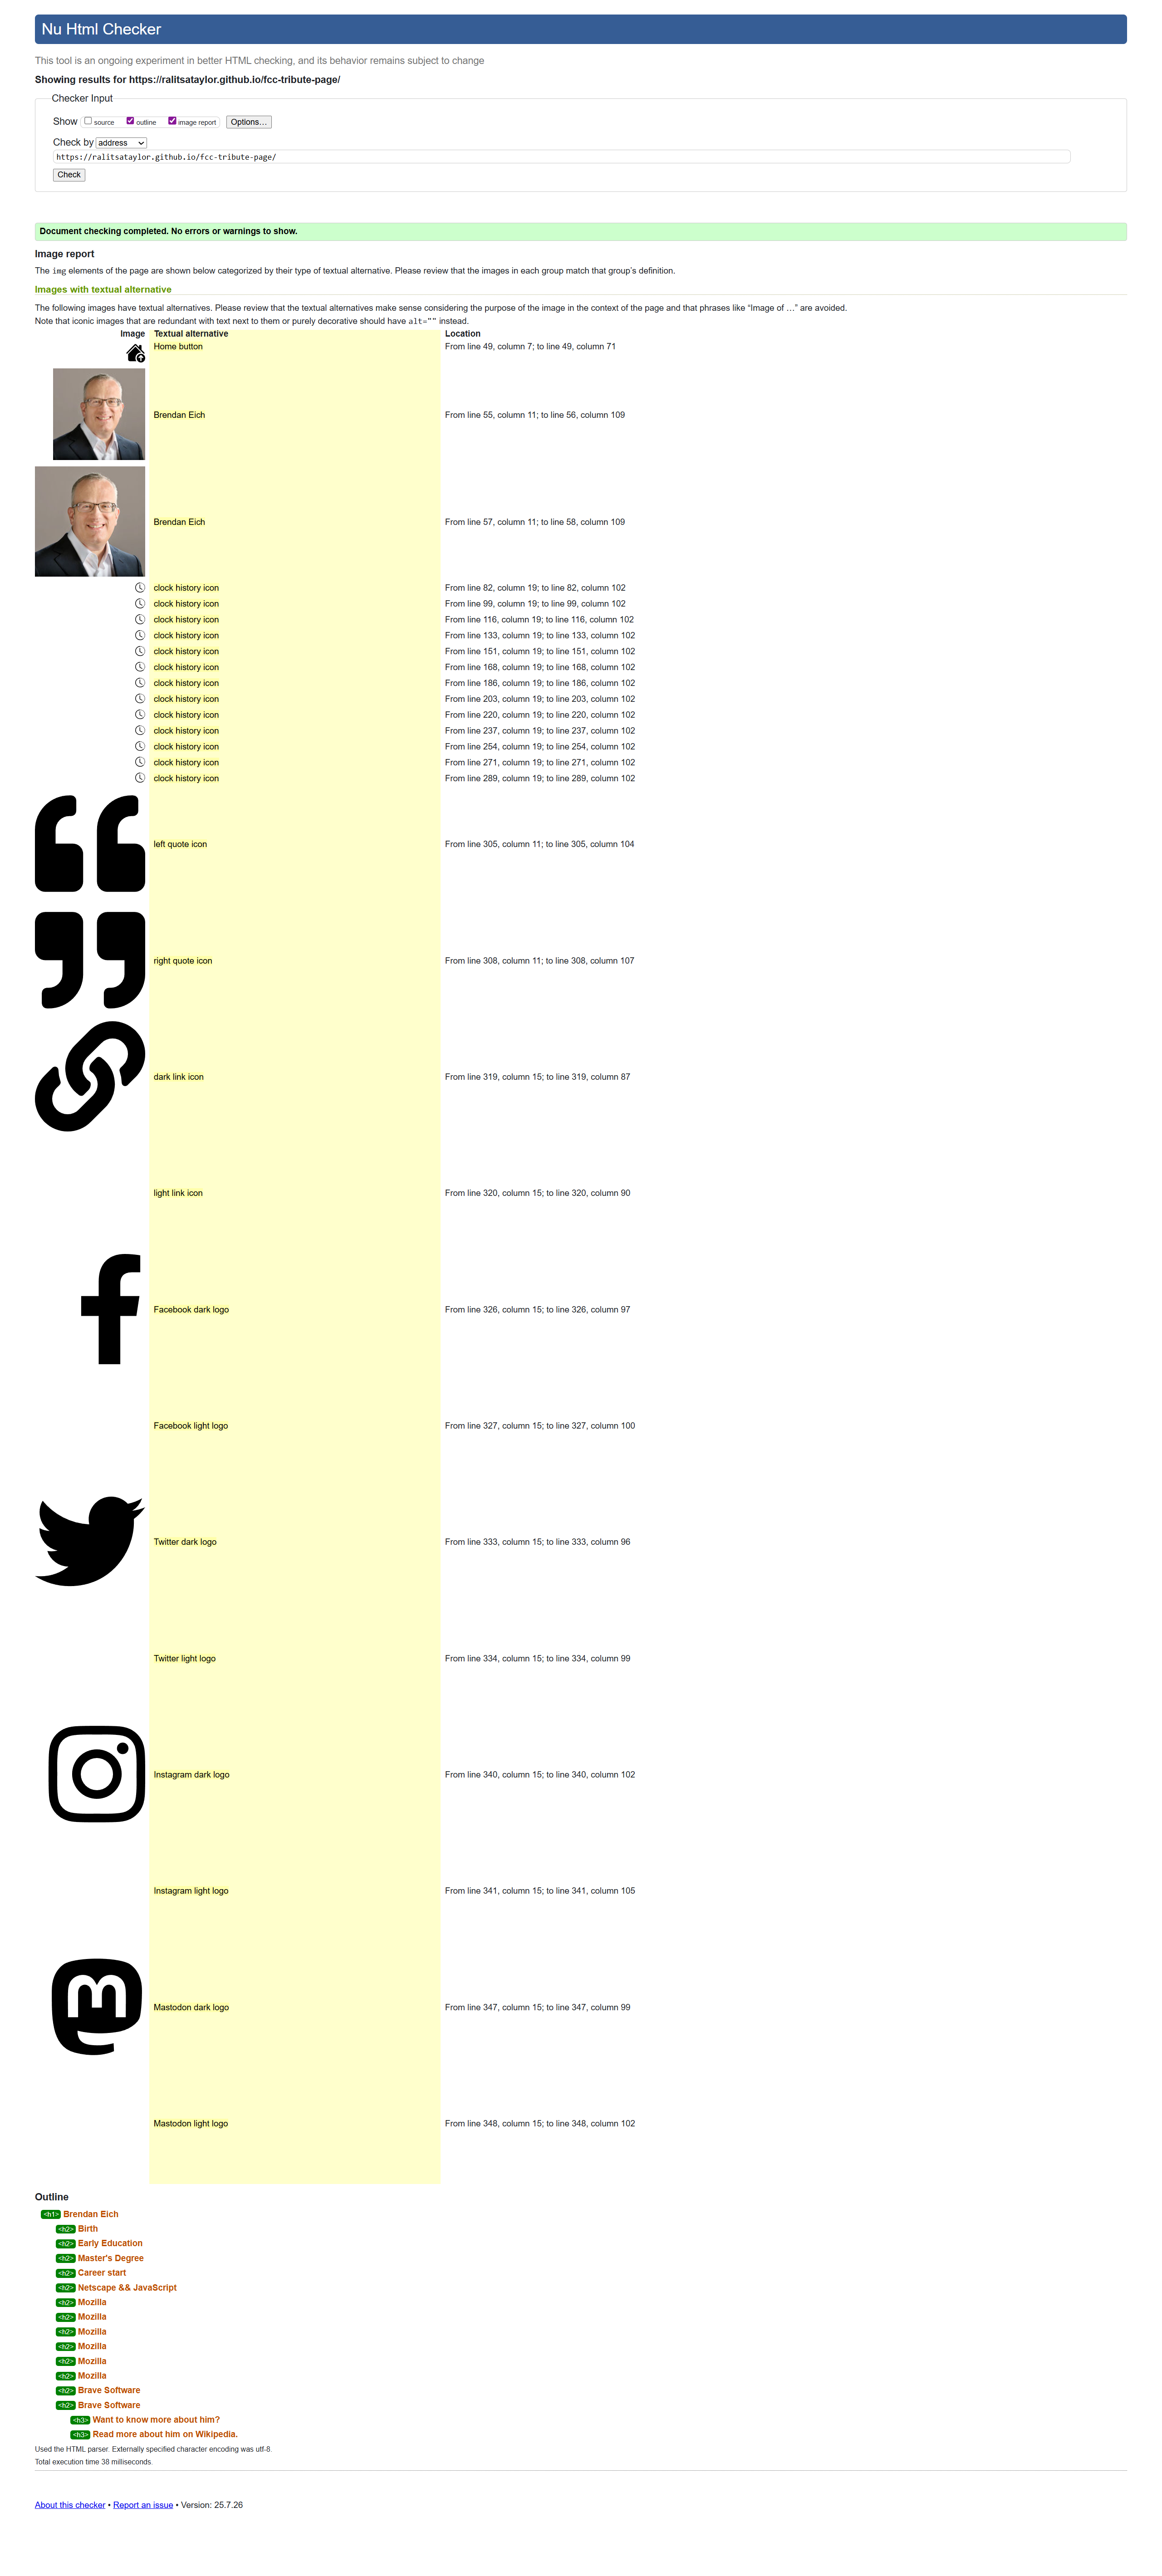 Nu Html Checker
This tool is an ongoing experiment in better HTML checking, and its behavior remains subject to change
Showing results for https://ralitsataylor.github.io/fcc-tribute-page/
Checker Input
Show source outline image report Options...
Check by address
https://ralitsataylor.github.io/fcc-tribute-page/
Check
Document checking completed. No errors or warnings to show.
Image report
The img elements of the page are shown below categorized by their type of textual alternative. Please review that the images in each group match that group’s definition.
Images with textual alternative
The following images have textual alternatives. Please review that the textual alternatives make sense considering the purpose of the image in the context of the page and that phrases like “Image of …” are avoided.
Note that iconic images that are redundant with text next to them or purely decorative should have alt="" instead.
Image Textual alternative Location
Home button From line 49, column 7; to line 49, column 71
Brendan Eich From line 55, column 11; to line 56, column 109
Brendan Eich From line 57, column 11; to line 58, column 109
clock history icon From line 82, column 19; to line 82, column 102
clock history icon From line 99, column 19; to line 99, column 102
clock history icon From line 116, column 19; to line 116, column 102
clock history icon From line 133, column 19; to line 133, column 102
clock history icon From line 151, column 19; to line 151, column 102
clock history icon From line 168, column 19; to line 168, column 102
clock history icon From line 186, column 19; to line 186, column 102
clock history icon From line 203, column 19; to line 203, column 102
clock history icon From line 220, column 19; to line 220, column 102
clock history icon From line 237, column 19; to line 237, column 102
clock history icon From line 254, column 19; to line 254, column 102
clock history icon From line 271, column 19; to line 271, column 102
clock history icon From line 289, column 19; to line 289, column 102
left quote icon From line 305, column 11; to line 305, column 104
right quote icon From line 308, column 11; to line 308, column 107
dark link icon From line 319, column 15; to line 319, column 87
light link icon From line 320, column 15; to line 320, column 90
Facebook dark logo From line 326, column 15; to line 326, column 97
Facebook light logo From line 327, column 15; to line 327, column 100
Twitter dark logo From line 333, column 15; to line 333, column 96
Twitter light logo From line 334, column 15; to line 334, column 99
Instagram dark logo From line 340, column 15; to line 340, column 102
Instagram light logo From line 341, column 15; to line 341, column 105
Mastodon dark logo From line 347, column 15; to line 347, column 99
Mastodon light logo From line 348, column 15; to line 348, column 102
Outline
<h1> Brendan Eich
<h2> Birth
<h2> Early Education
<h2> Master's Degree
<h2> Career start
<h2> Netscape && JavaScript
<h2> Mozilla
<h2> Mozilla
<h2> Mozilla
<h2> Mozilla
<h2> Mozilla
<h2> Mozilla
<h2> Brave Software
<h2> Brave Software
<h3> Want to know more about him?
<h3> Read more about him on Wikipedia.
Used the HTML parser. Externally specified character encoding was utf-8.
Total execution time 38 milliseconds.
About this checker • Report an issue • Version: 25.7.26